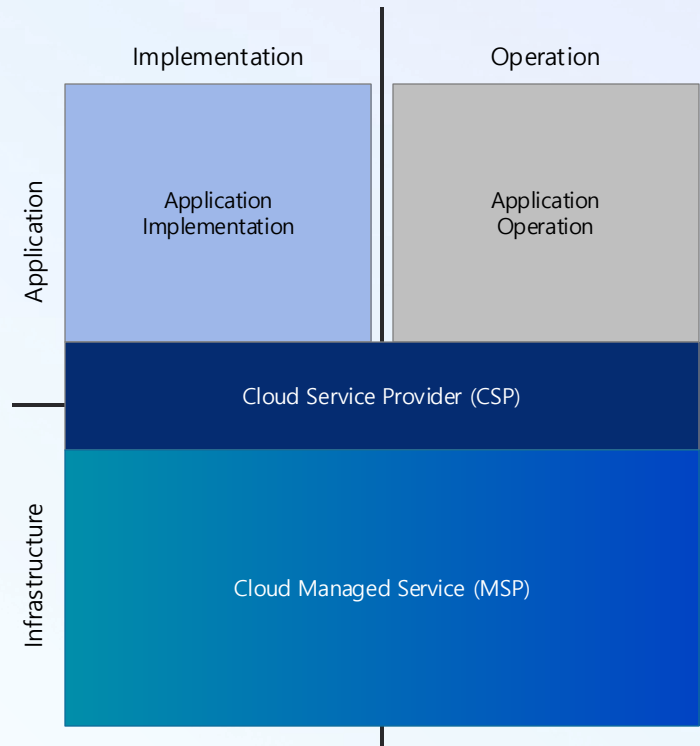 Implementation
Operation
Application
Application
Implementation
Application
Operation
Cloud Service Provider (CSP)
Infrastructure
Cloud Managed Service (MSP)